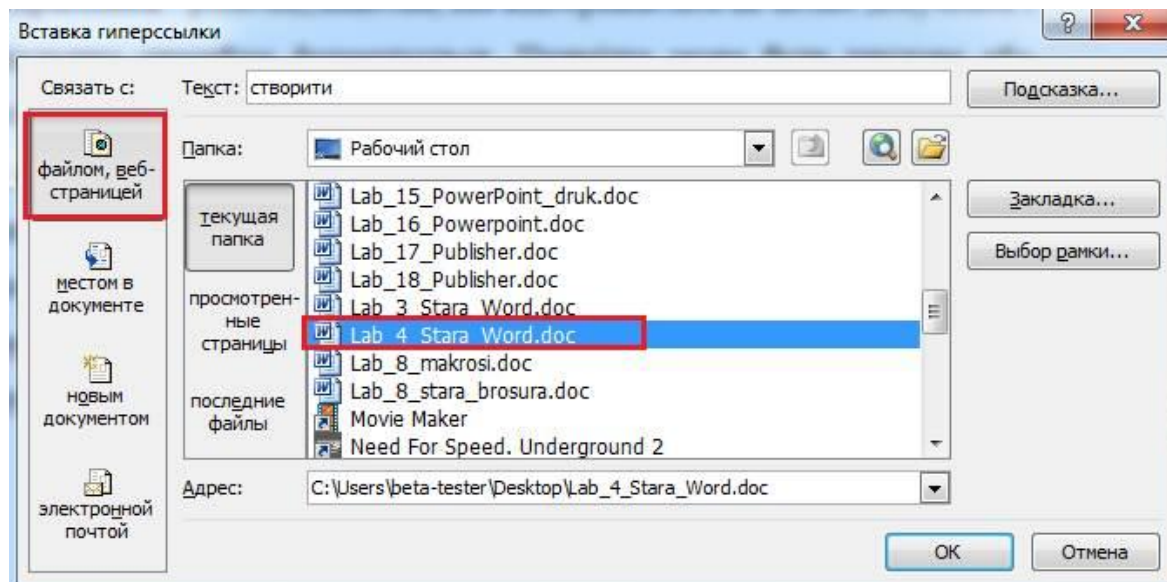 Вставка гиперссылки
Связать с:
Текст: створити
Подсказка...
файлом, веб-
страницей
местом в
документе
новым
документом
электронной
почтой
Папка:
Рабочий стол
текущая
папка
просмотрен-
ные
страницы
последние
файлы
Lab_15_PowerPoint_druk.doc
Lab_16_Powerpoint.doc
Lab_17_Publisher.doc
Lab_18_Publisher.doc
Lab_3_Stara_Word.doc
Lab_4_Stara_Word.doc
Lab_8_makrosi.doc
Lab_8_stara_brosura.doc
Movie Maker
Need For Speed. Underground 2
Закладка...
Выбор рамки...
Адрес:
C:\Users\beta-tester\Desktop\Lab_4_Stara_Word.doc
ОК
Отмена